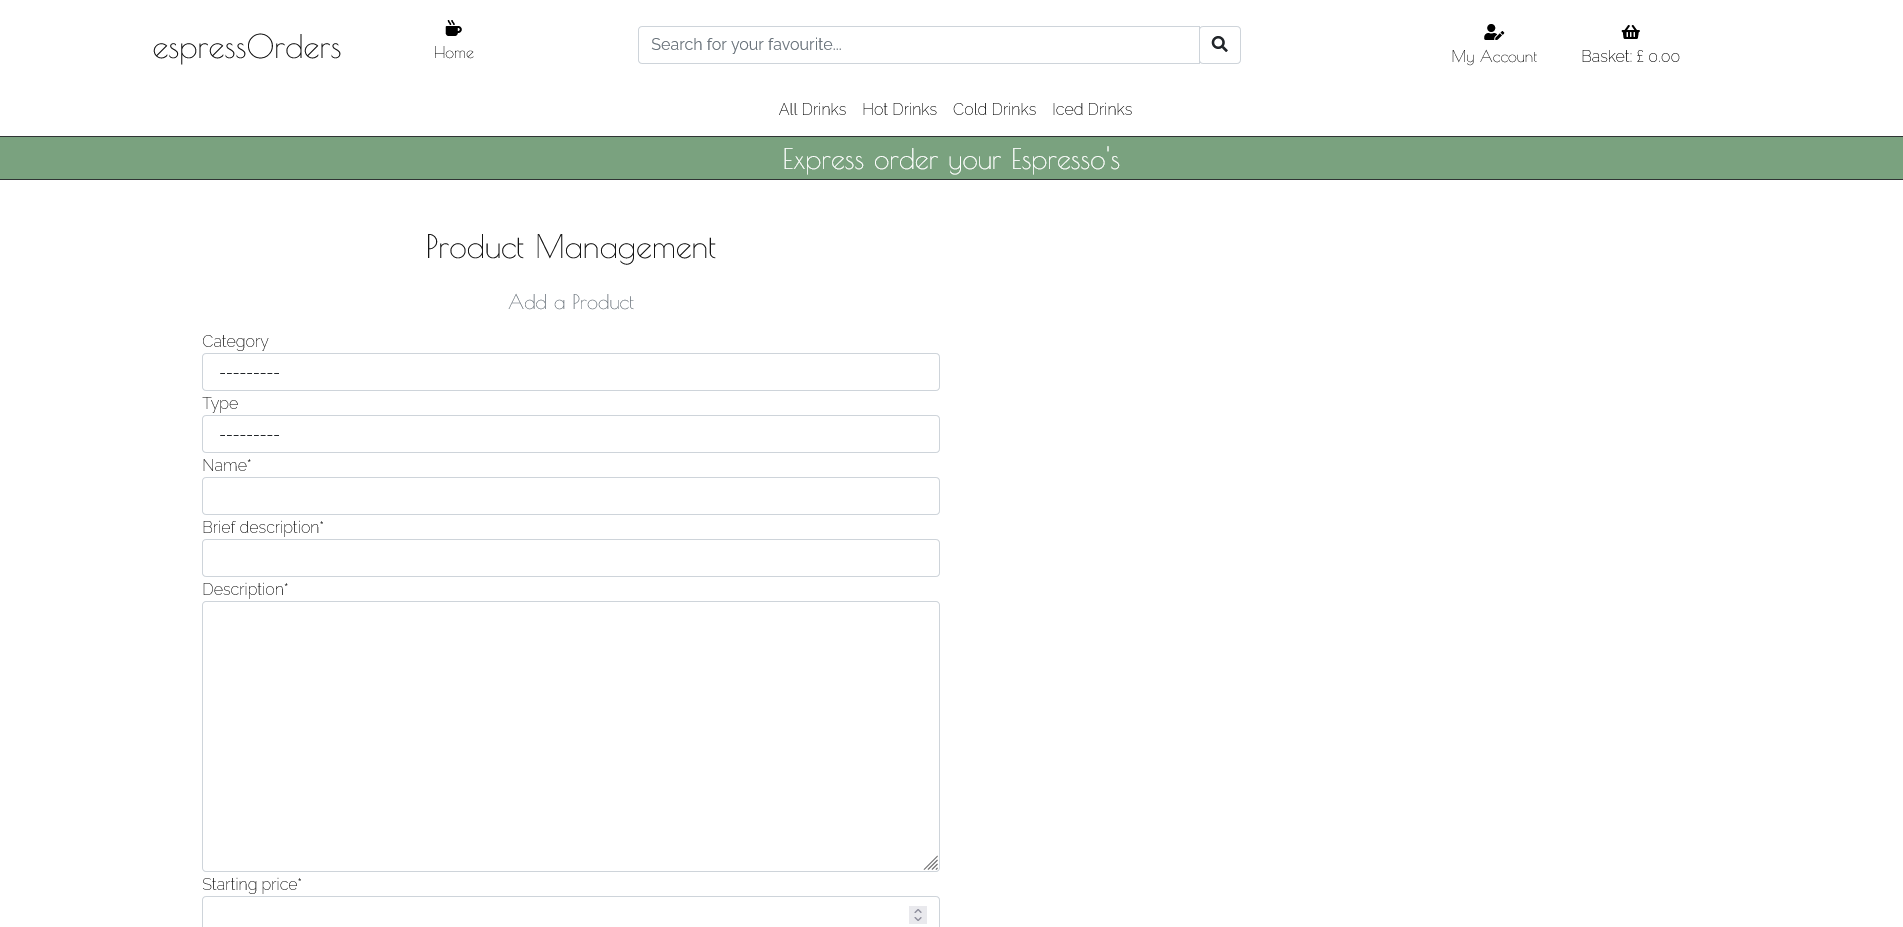 espressOrders
Home
Search for your favourite...
My Account
Basket: £ 0.00
All Drinks Hot Drinks Cold Drinks Iced Drinks
Express order your Espresso's
Product Management
Add a Product
Category
---------
Type
---------
Name*
Brief description*
Description*
Starting price*